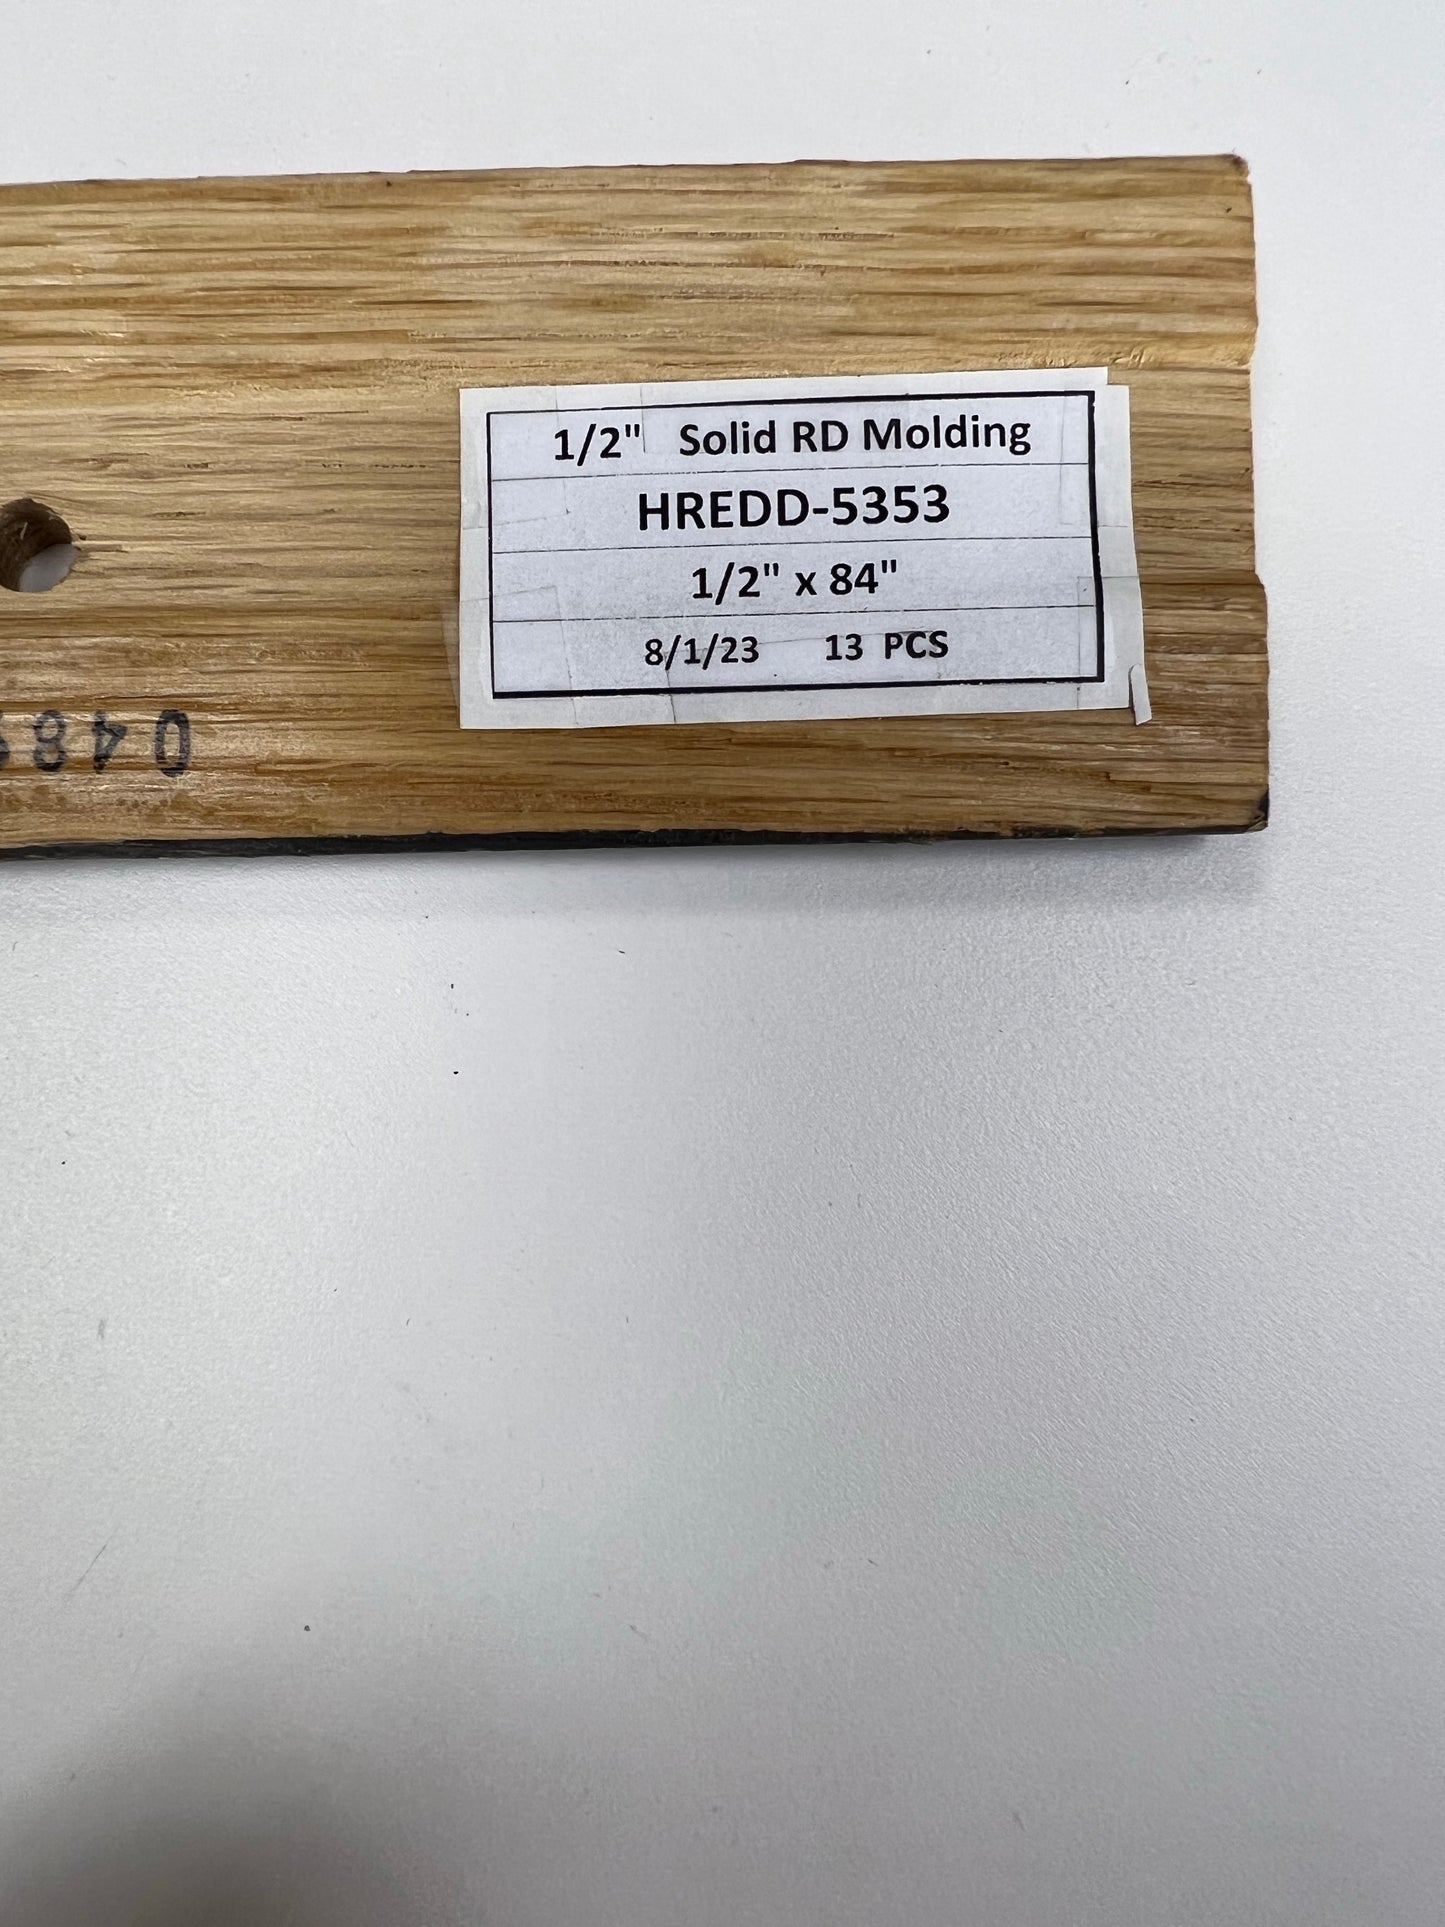 1/2" Solid RD Molding
HREDD-5353
1/2" x 84"
8/1/23 13 PCS